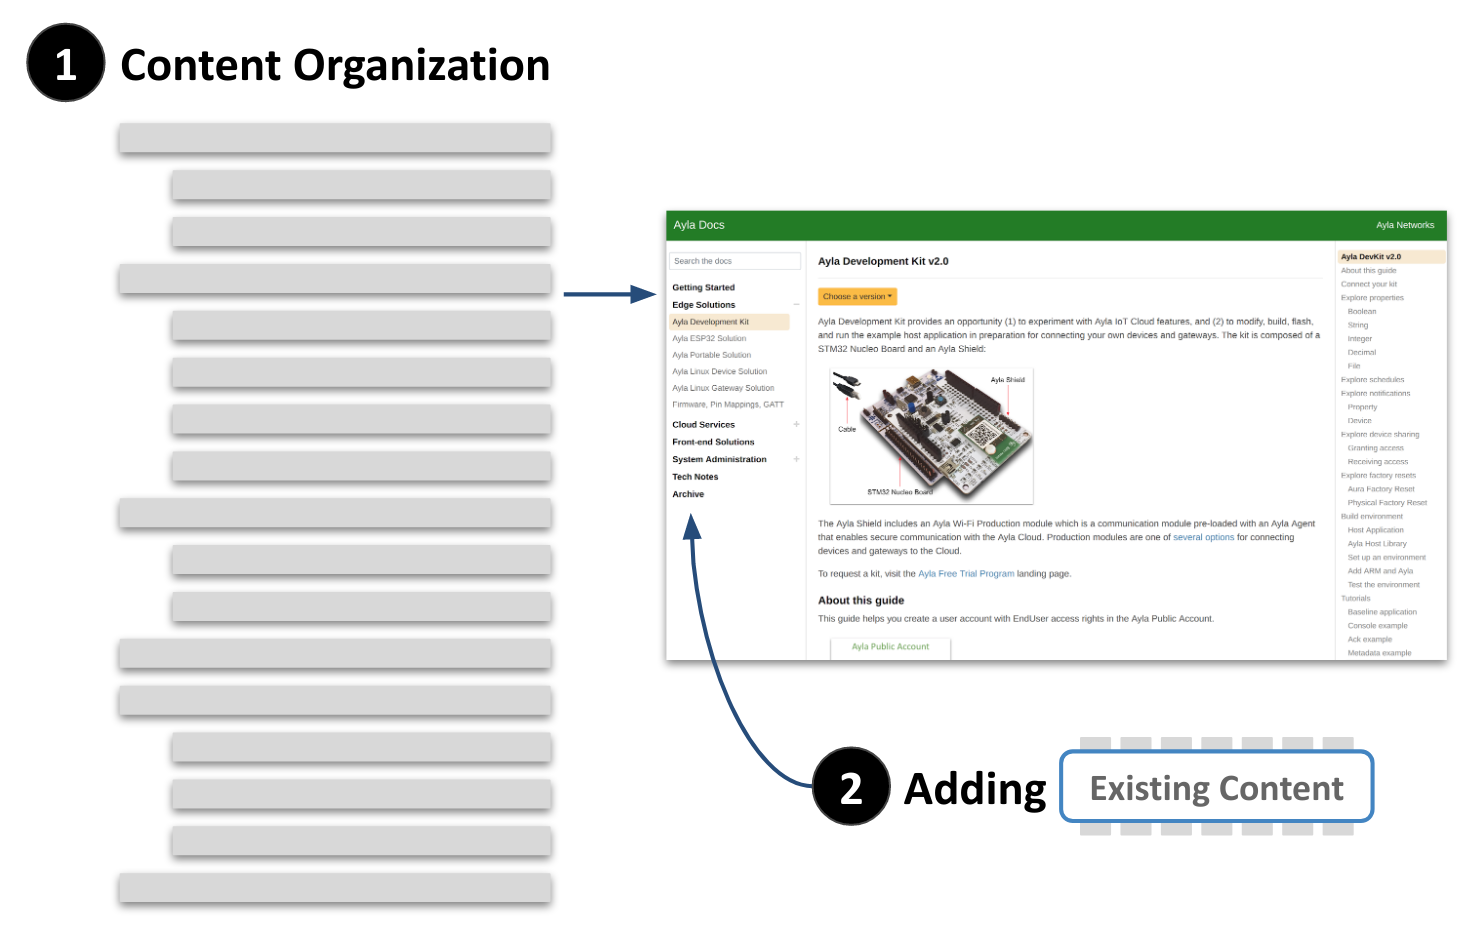 1 Content Organization
Ayla Docs
Ayla Networks
Search the docs
Getting Started
Edge Solutions
Ayla Development Kit
Ayla ESP32 Solution
Ayla Portable Solution
Ayla Linux Device Solution
Ayla Linux Gateway Solution
Firmware, Pin Mappings, GATT
Cloud Services
Front-end Solutions
System Administration
Tech Notes
Archive
Ayla Development Kit v2.0
Choose a version
Ayla Development Kit provides an opportunity (1) to experiment with Ayla IoT Cloud features, and (2) to modify, build, flash,
and run the example host application in preparation for connecting your own devices and gateways. The kit is composed of a
STM32 Nucleo Board and an Ayla Shield:
Ayla Shield
Cable
STM32 Nucleo Board
The Ayla Shield includes an Ayla Wi-Fi Production module which is a communication module pre-loaded with an Ayla Agent
that enables secure communication with the Ayla Cloud. Production modules are one of several options for connecting
devices and gateways to the Cloud.
To request a kit, visit the Ayla Free Trial Program landing page.
About this guide
This guide helps you create a user account with EndUser access rights in the Ayla Public Account.
Ayla Public Account
Ayla DevKit v2.0
About this guide
Connect your kit
Explore properties
Boolean
String
Integer
Decimal
File
Explore schedules
Explore notifications
Property
Device
Explore device sharing
Granting access
Receiving access
Explore factory resets
Aura Factory Reset
Physical Factory Reset
Build environment
Host Application
Ayla Host Library
Set up an environment
Add ARM and Ayla
Test the environment
Tutorials
Baseline application
Console example
Ack example
Metadata example
2 Adding Existing Content